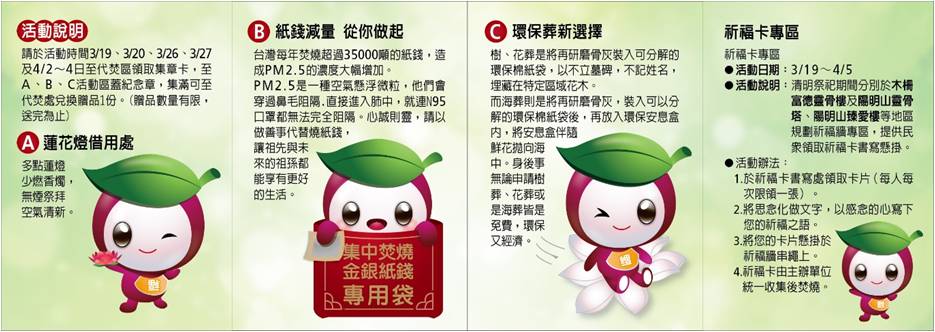 活動說明
請於活動時間3/19、3/20、3/26、3/27
及4/2～4日至代焚區領取集章卡，至
A、B、C活動區蓋紀念章，集滿可至
代焚處兌換贈品1份。(贈品數量有限，
送完為止)
A 蓮花燈借用處
多點蓮燈
少燃香燭，
無煙祭拜
空氣清新。
B 紙錢減量 從你做起
台灣每年焚燒超過35000順的紙錢，造
成PM2.5的濃度大幅增加。
PM2.5是一種空氣懸浮微粒，他們會
穿過鼻毛阻隔.直接進入肺中，就連N95
口罩都無法完全阻隔。心誠則靈，請以
做善事代替燒紙錢，
讓祖先與未
來的祖孫都
能享有更好
的生活。
集中焚燒
金銀紙錢
專用袋
C 環保葬新選擇
樹、花葬是將再研磨骨灰裝入可分解的
環保棉紙袋，以不立墓碑，不記姓名，
埋藏在特定區域花木。
而海葬則是將再研磨骨灰，裝入可以分
解的環保棉紙袋後，再放入環保安息盒
內，將安息盒伴隨
鮮花拋向海
中。身後事
無論申請樹
葬、花葬或
是海葬皆是
免費，環保
又經濟。
祈福卡專區
祈福卡專區
●活動日期：3/19～4/5
●活動說明：清明祭祀期間分別於木柵
富德靈骨樓及陽明山靈骨
塔、陽明山臻愛樓等地區
規劃祈福牆專區，提供民
衆領取祈福卡書寫懸掛。
●活動辦法：
1.於祈福卡書寫處領取卡片(每人每
次限領一張)。
2.將思念化做文字，以感念的心寫下
您的祈福之語。
3.將您的卡片懸掛於
祈福牆串繩上。
4.祈福卡由主辦單位
統一收集後焚燒。